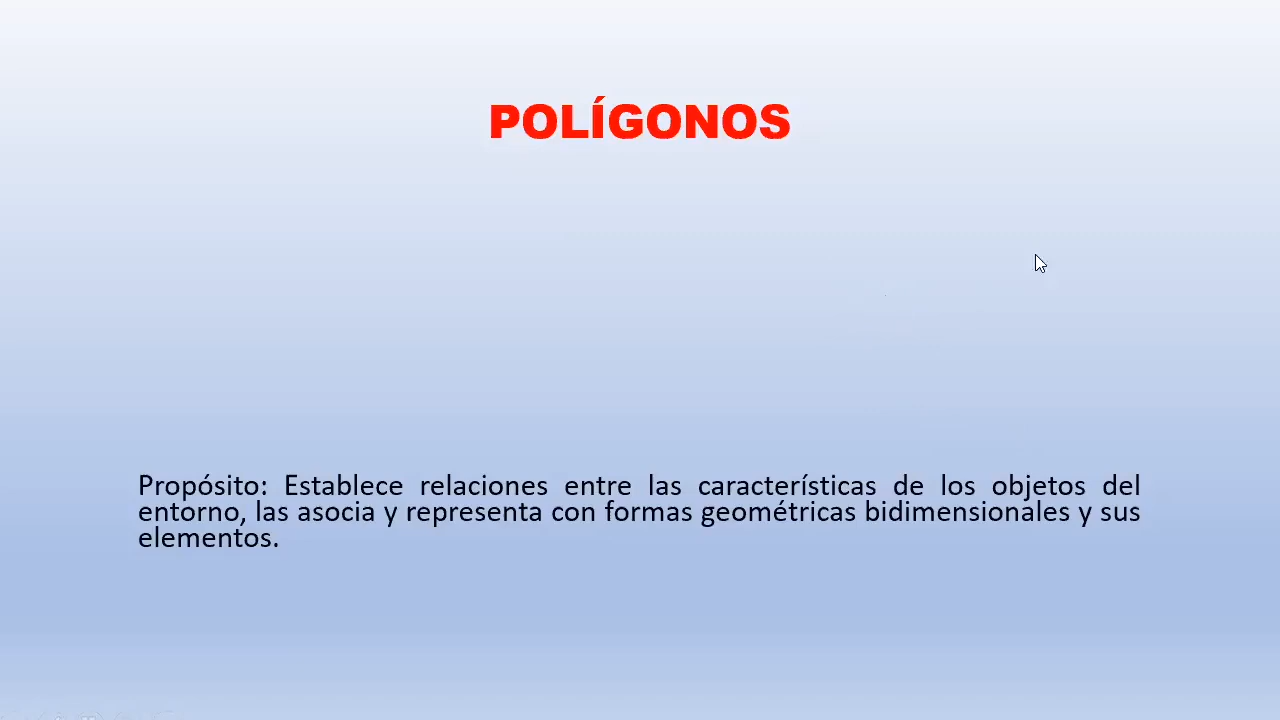 POLÍGONOS
Propósito: Establece relaciones entre las características de los objetos del
entorno, las asocia y representa con formas geométricas bidimensionales y sus
elementos.